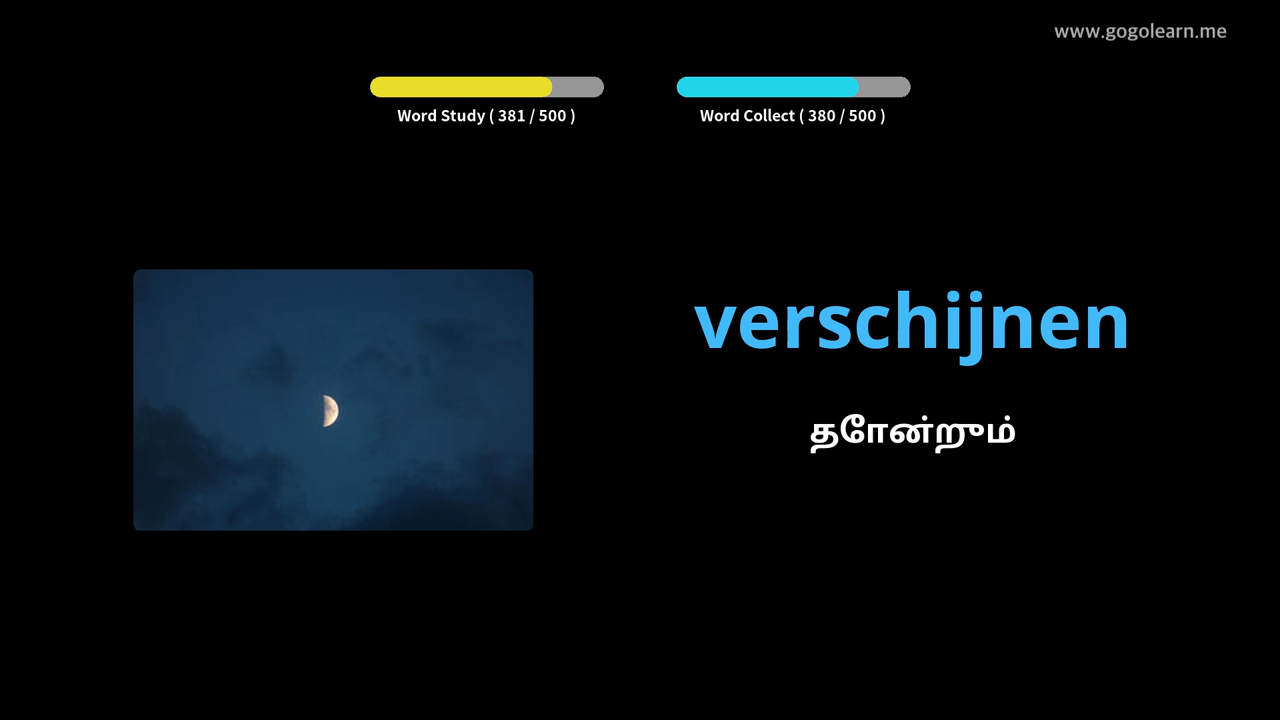 www.gogolearn.me
Word Study ( 381 / 500 )
Word Collect ( 380 / 500 )
verschijnen
தோன்றும்